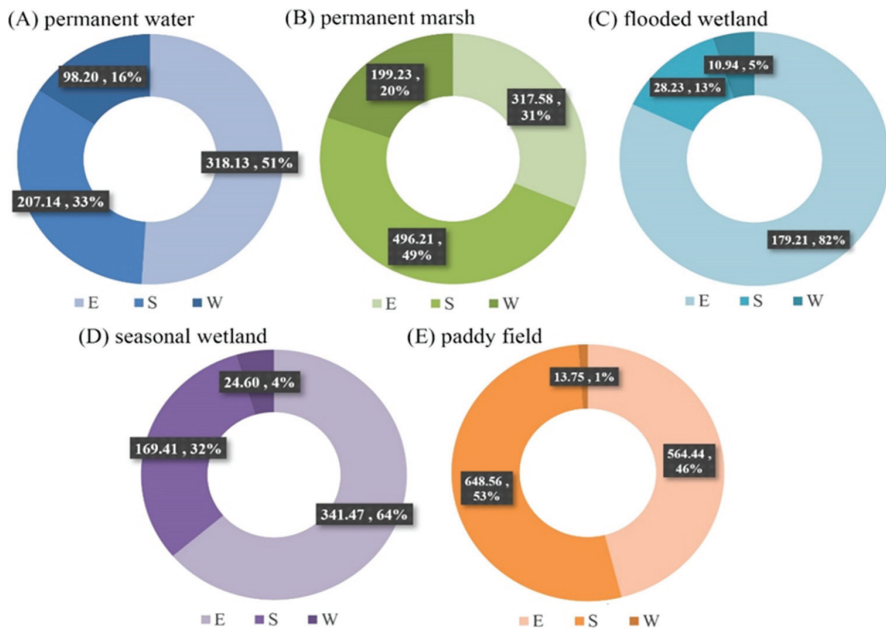 (A) permanent water
98.20 , 16%
318.13 , 51%
207.14 , 33%
E S W
(B) permanent marsh
199.23 ,
20%
317.58 ,
31%
496.21 ,
49%
E S W
(C) flooded wetland
10.94 , 5%
28.23 , 13%
179.21 , 82%
E S W
(D) seasonal wetland
24.60 , 4%
169.41 , 32%
341.47 , 64%
E S W
(E) paddy field
13.75 , 1%
564.44 ,
46%
648.56 ,
53%
E S W